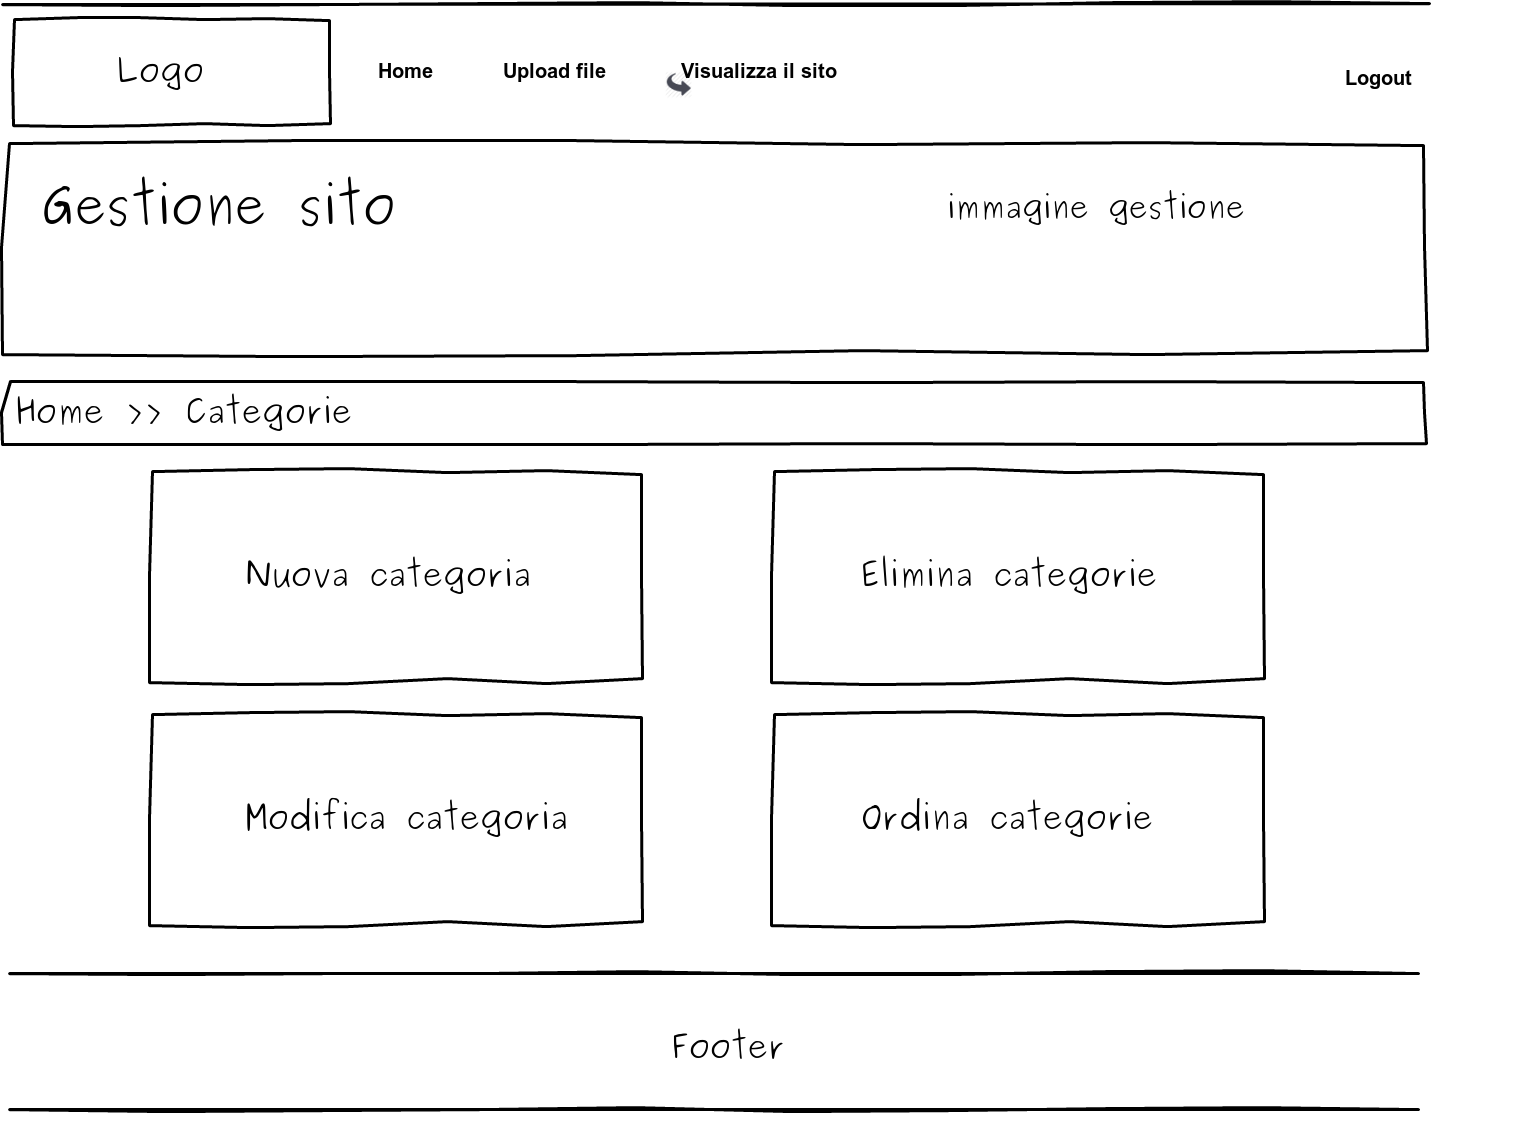 Logo
Home
Upload file
Visualizza il sito
Logout
Gestione sito
immagine gestione
Home >> Categorie
Nuova categoria
Elimina categorie
Modifica categoria
Ordina categorie
Footer